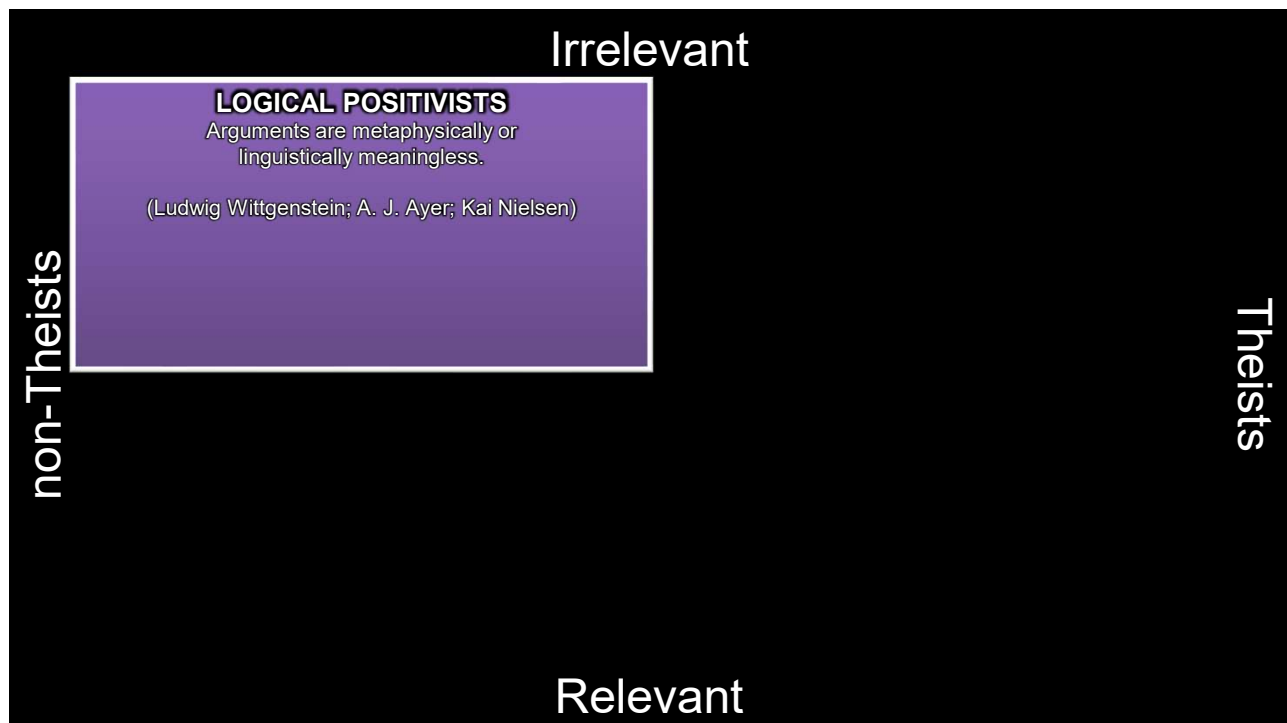 Irrelevant
LOGICAL POSITIVISTS
Arguments are metaphysically or
linguistically meaningless.
(Ludwig Wittgenstein; A. J. Ayer; Kai Nielsen)
non-Theists
Theists
Relevant